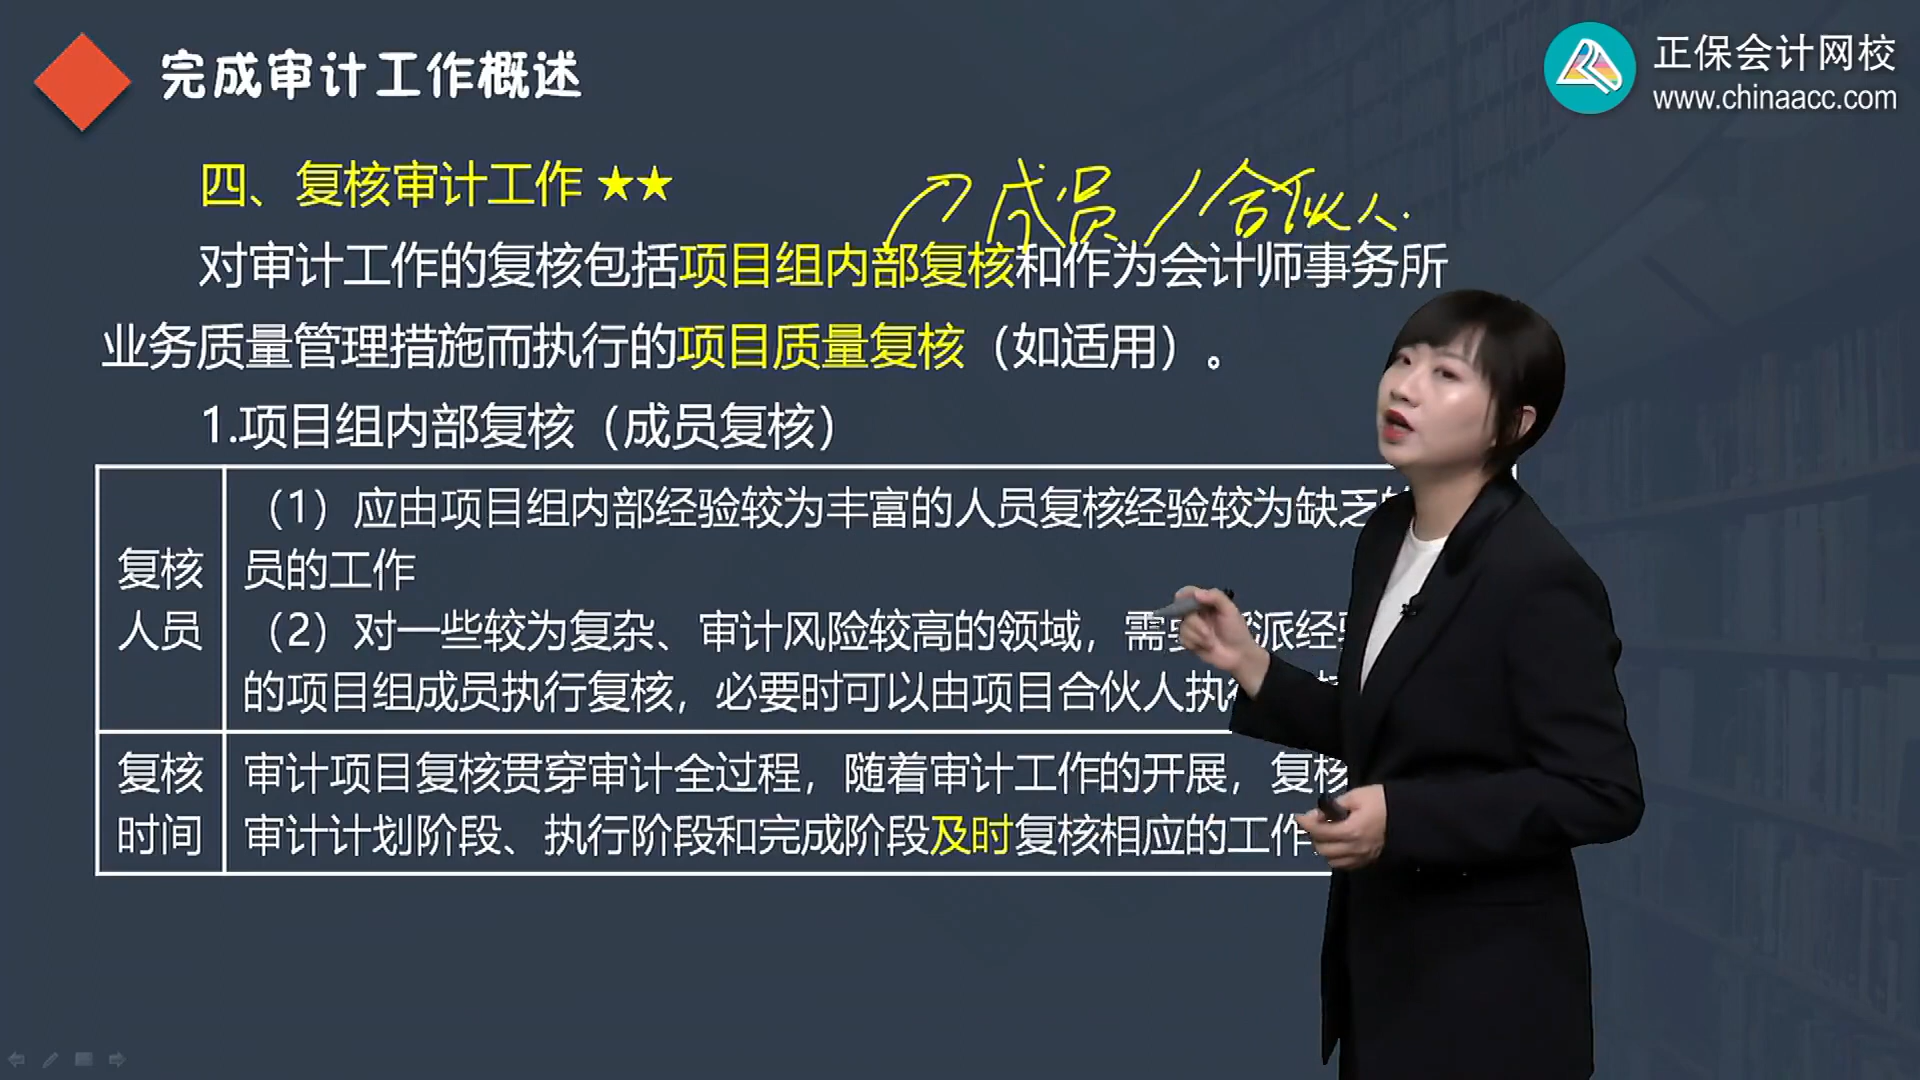 完成审计工作概述
正保会计网校
www.chinaacc.com
四、复核审计工作 ★★
成员/合伙人.
对审计工作的复核包括项目组内部复核和作为会计师事务所
业务质量管理措施而执行的项目质量复核（如适用）。
1.项目组内部复核（成员复核）
复核
人员
（1）应由项目组内部经验较为丰富的人员复核经验较为缺乏
员的工作
（2）对一些较为复杂、审计风险较高的领域，需 派经
的项目组成员执行复核，必要时可以由项目合伙人执
复核
时间
审计项目复核贯穿审计全过程，随着审计工作的开展，复核
审计计划阶段、执行阶段和完成阶段及时复核相应的工作